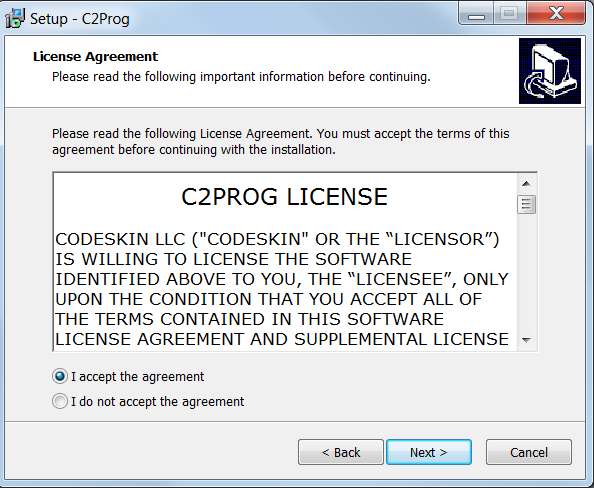 Setup - C2Prog
License Agreement
Please read the following important information before continuing.
Please read the following License Agreement. You must accept the terms of this
agreement before continuing with the installation.
C2PROG LICENSE
CODESKIN LLC ("CODESKIN" OR THE “LICENSOR”)
IS WILLING TO LICENSE THE SOFTWARE
IDENTIFIED ABOVE TO YOU, THE “LICENSEE”, ONLY
UPON THE CONDITION THAT YOU ACCEPT ALL OF
THE TERMS CONTAINED IN THIS SOFTWARE
LICENSE AGREEMENT AND SUPPLEMENTAL LICENSE
I accept the agreement
I do not accept the agreement
< Back Next > Cancel